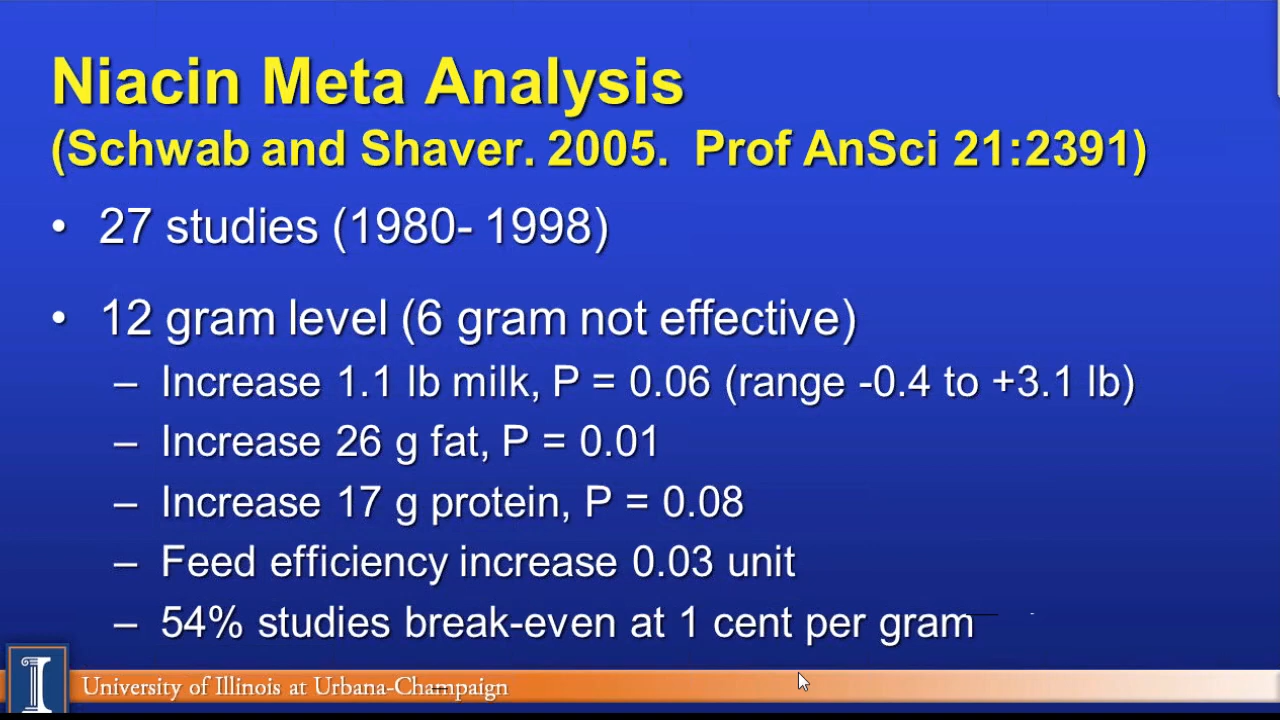 Niacin Meta Analysis
(Schwab and Shaver. 2005. Prof AnSci 21:2391)
• 27 studies (1980- 1998)
• 12 gram level (6 gram not effective)
– Increase 1.1 lb milk, P = 0.06 (range -0.4 to +3.1 lb)
– Increase 26 g fat, P = 0.01
– Increase 17 g protein, P = 0.08
– Feed efficiency increase 0.03 unit
– 54% studies break-even at 1 cent per gram
I
University of Illinois at Urbana-Champaign